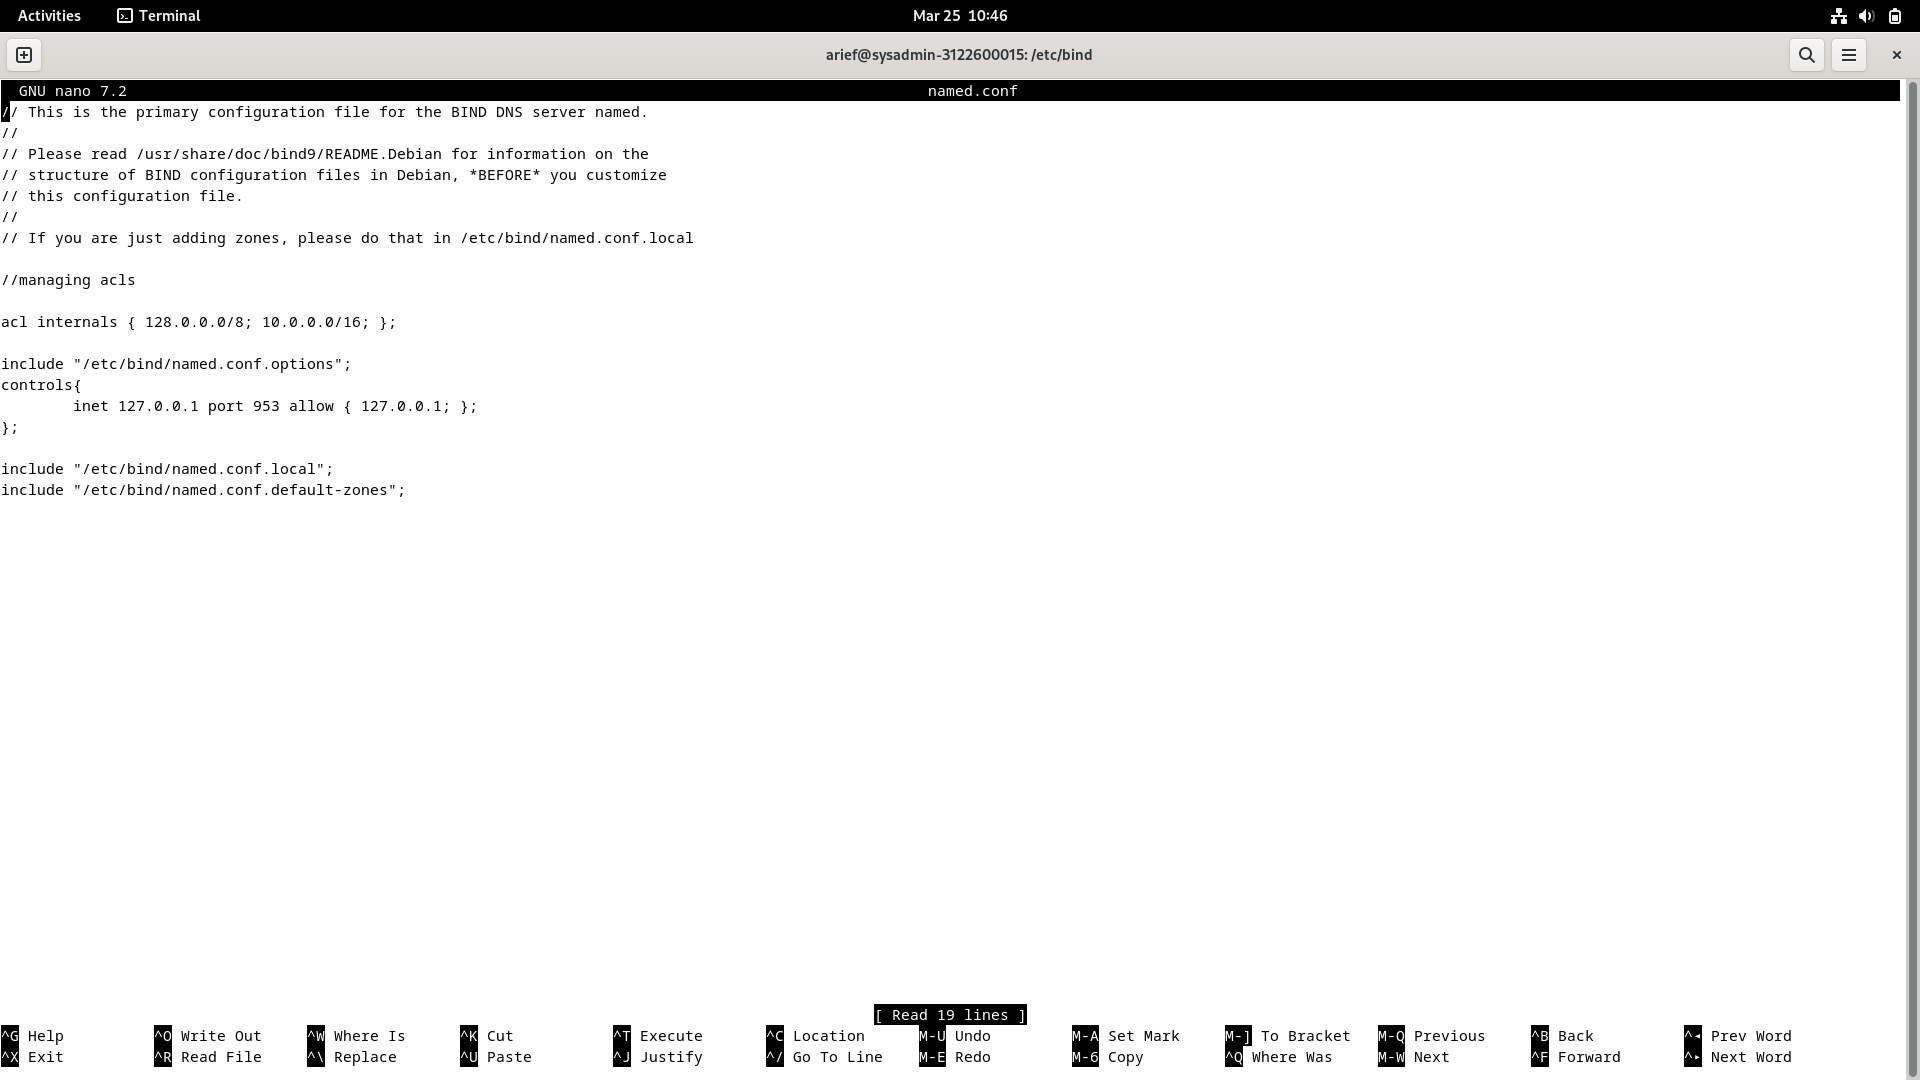 Activities Terminal Mar 25 10:46
arief@sysadmin-3122600015: /etc/bind
GNU nano 7.2 named.conf
// This is the primary configuration file for the BIND DNS server named.
//
// Please read /usr/share/doc/bind9/README.Debian for information on the
// structure of BIND configuration files in Debian, *BEFORE* you customize
// this configuration file.
//
// If you are just adding zones, please do that in /etc/bind/named.conf.local
//managing acls
acl internals { 128.0.0.0/8; 10.0.0.0/16; };
include "/etc/bind/named.conf.options";
controls{
        inet 127.0.0.1 port 953 allow { 127.0.0.1; };
};
include "/etc/bind/named.conf.local";
include "/etc/bind/named.conf.default-zones";
[ Read 19 lines ]
^G Help ^O Write Out ^W Where Is ^K Cut ^T Execute ^C Location M-U Undo M-A Set Mark M-] To Bracket M-Q Previous ^B Back ^◂ Prev Word
^X Exit ^R Read File ^\ Replace ^U Paste ^J Justify ^/ Go To Line M-E Redo M-6 Copy ^Q Where Was M-W Next ^F Forward ^▸ Next Word